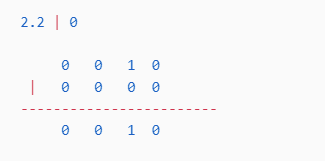 2.2 | 0
0 0 1 0
| 0 0 0 0
------------------------
0 0 1 0